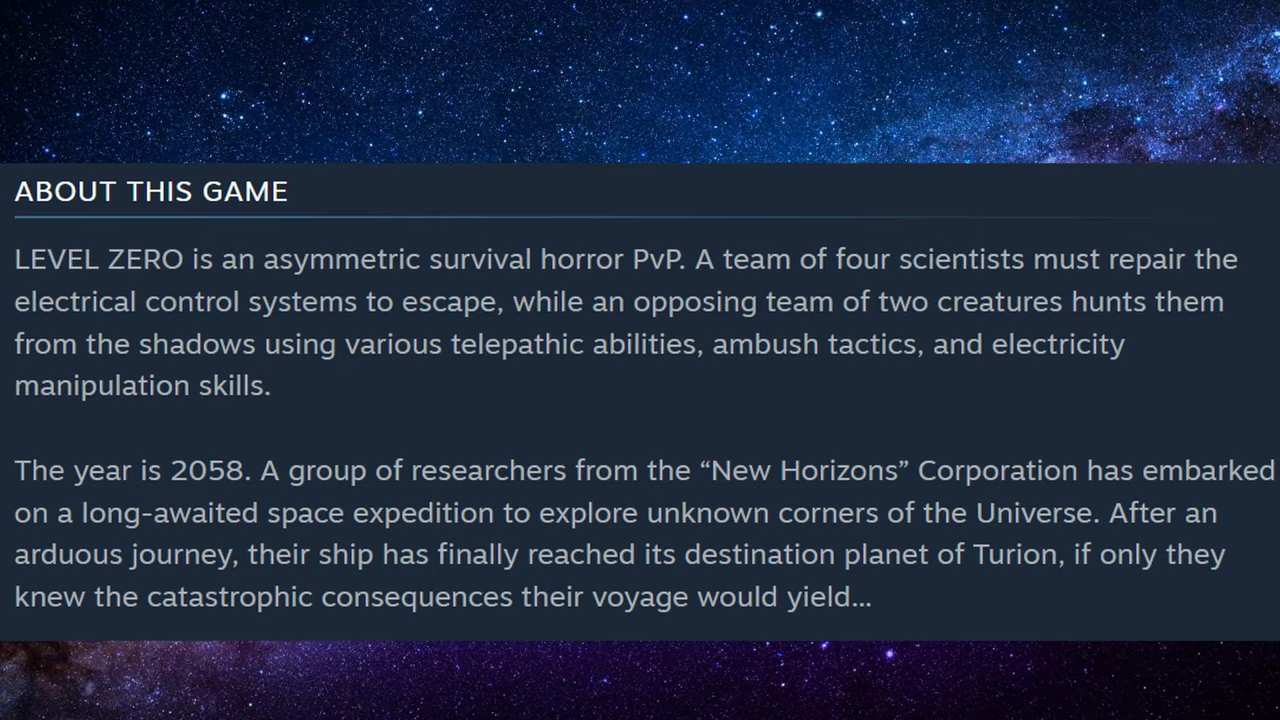 ABOUT THIS GAME
LEVEL ZERO is an asymmetric survival horror PvP. A team of four scientists must repair the
electrical control systems to escape, while an opposing team of two creatures hunts them
from the shadows using various telepathic abilities, ambush tactics, and electricity
manipulation skills.
The year is 2058. A group of researchers from the “New Horizons” Corporation has embarked
on a long-awaited space expedition to explore unknown corners of the Universe. After an
arduous journey, their ship has finally reached its destination planet of Turion, if only they
knew the catastrophic consequences their voyage would yield...